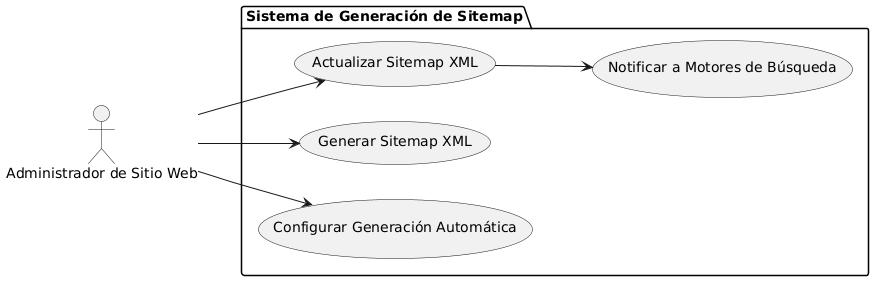 Sistema de Generación de Sitemap
Actualizar Sitemap XML
Notificar a Motores de Búsqueda
Generar Sitemap XML
Administrador de Sitio Web
Configurar Generación Automática